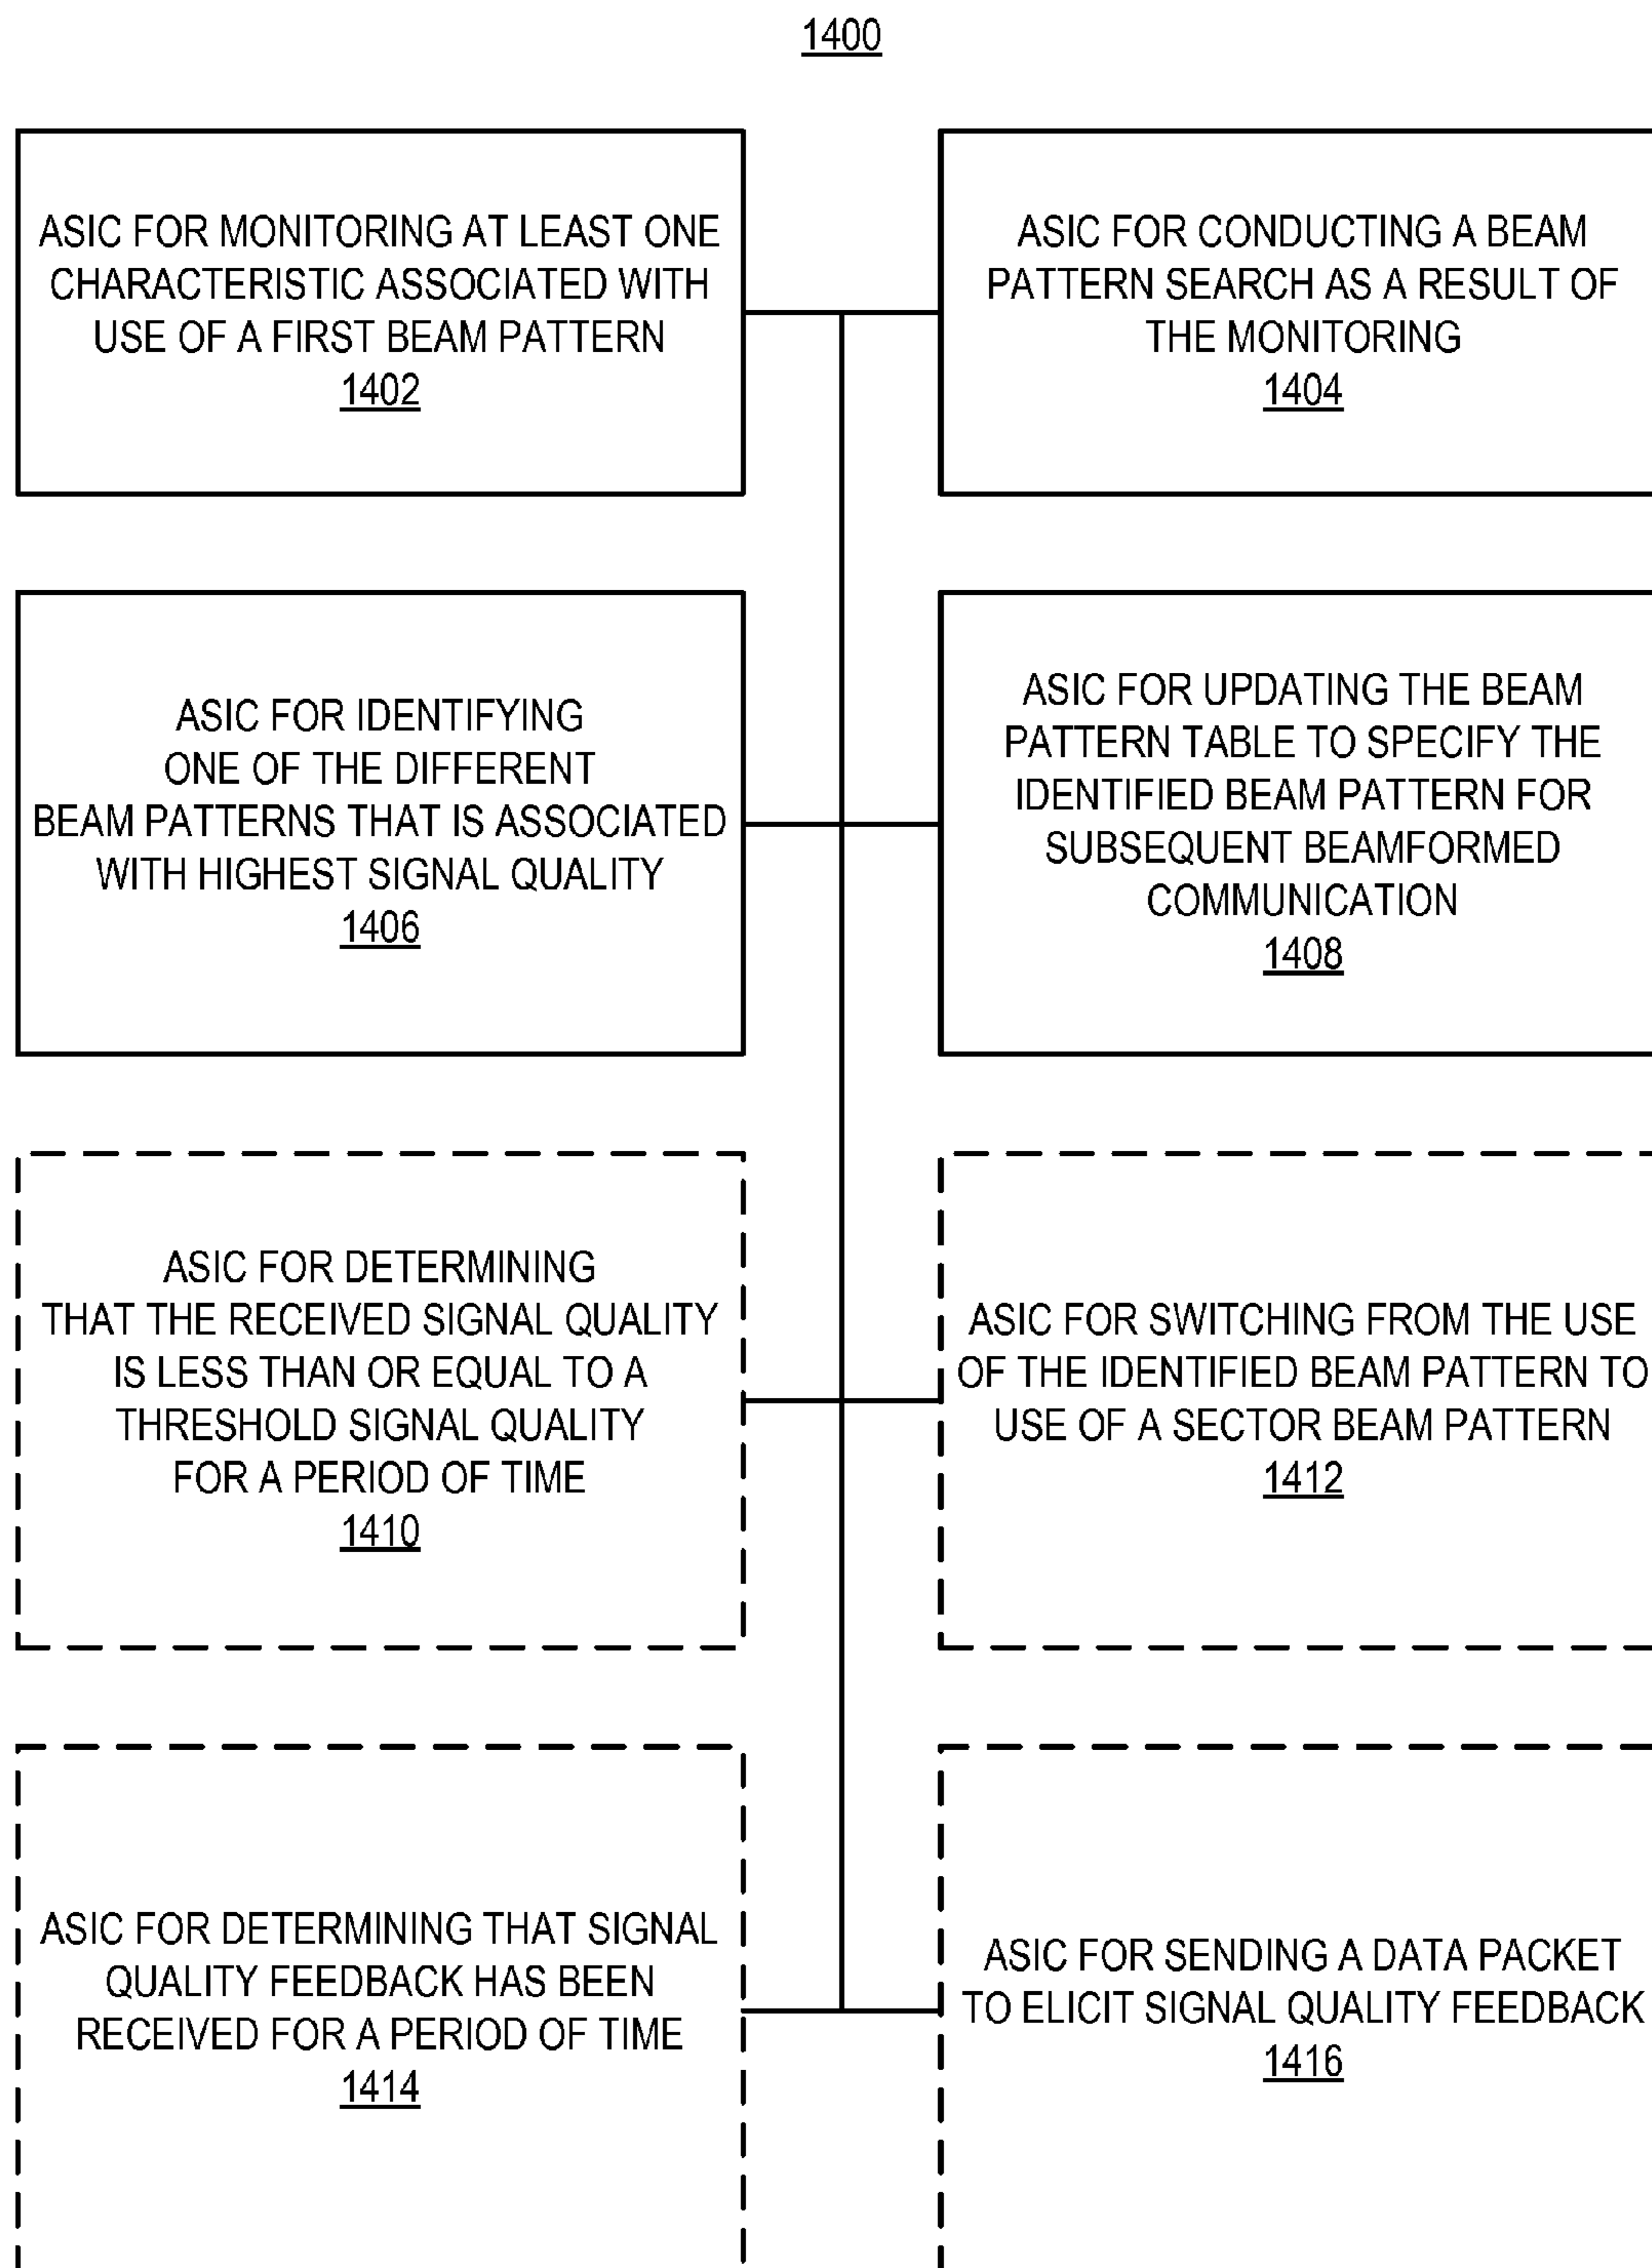 1400
ASIC FOR MONITORING AT LEAST ONE
CHARACTERISTIC ASSOCIATED WITH
USE OF A FIRST BEAM PATTERN
1402
ASIC FOR CONDUCTING A BEAM
PATTERN SEARCH AS A RESULT OF
THE MONITORING
1404
ASIC FOR IDENTIFYING
ONE OF THE DIFFERENT
BEAM PATTERNS THAT IS ASSOCIATED
WITH HIGHEST SIGNAL QUALITY
1406
ASIC FOR UPDATING THE BEAM
PATTERN TABLE TO SPECIFY THE
IDENTIFIED BEAM PATTERN FOR
SUBSEQUENT BEAMFORMED
COMMUNICATION
1408
ASIC FOR DETERMINING
THAT THE RECEIVED SIGNAL QUALITY
IS LESS THAN OR EQUAL TO A
THRESHOLD SIGNAL QUALITY
FOR A PERIOD OF TIME
1410
ASIC FOR SWITCHING FROM THE USE
OF THE IDENTIFIED BEAM PATTERN TO
USE OF A SECTOR BEAM PATTERN
1412
ASIC FOR DETERMINING THAT SIGNAL
QUALITY FEEDBACK HAS BEEN
RECEIVED FOR A PERIOD OF TIME
1414
ASIC FOR SENDING A DATA PACKET
TO ELICIT SIGNAL QUALITY FEEDBACK
1416